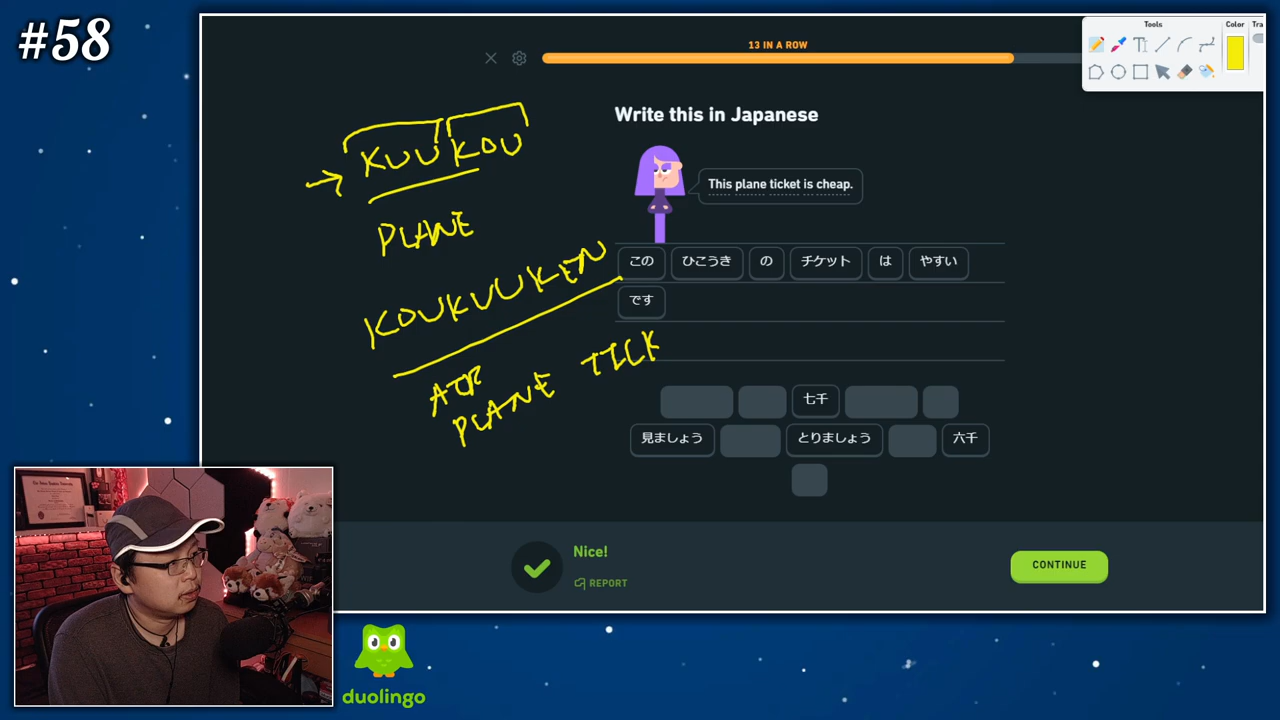 #58
13 IN A ROW
Tools
Color
Write this in Japanese
This plane ticket is cheap.
KUUKOU
PLANE
KOUKUUKEN
AIR
PLANE TICK
この ひこうき の チケット は やすい
です
七千
見ましょう とりましょう 六千
Nice!
REPORT
CONTINUE
duolingo